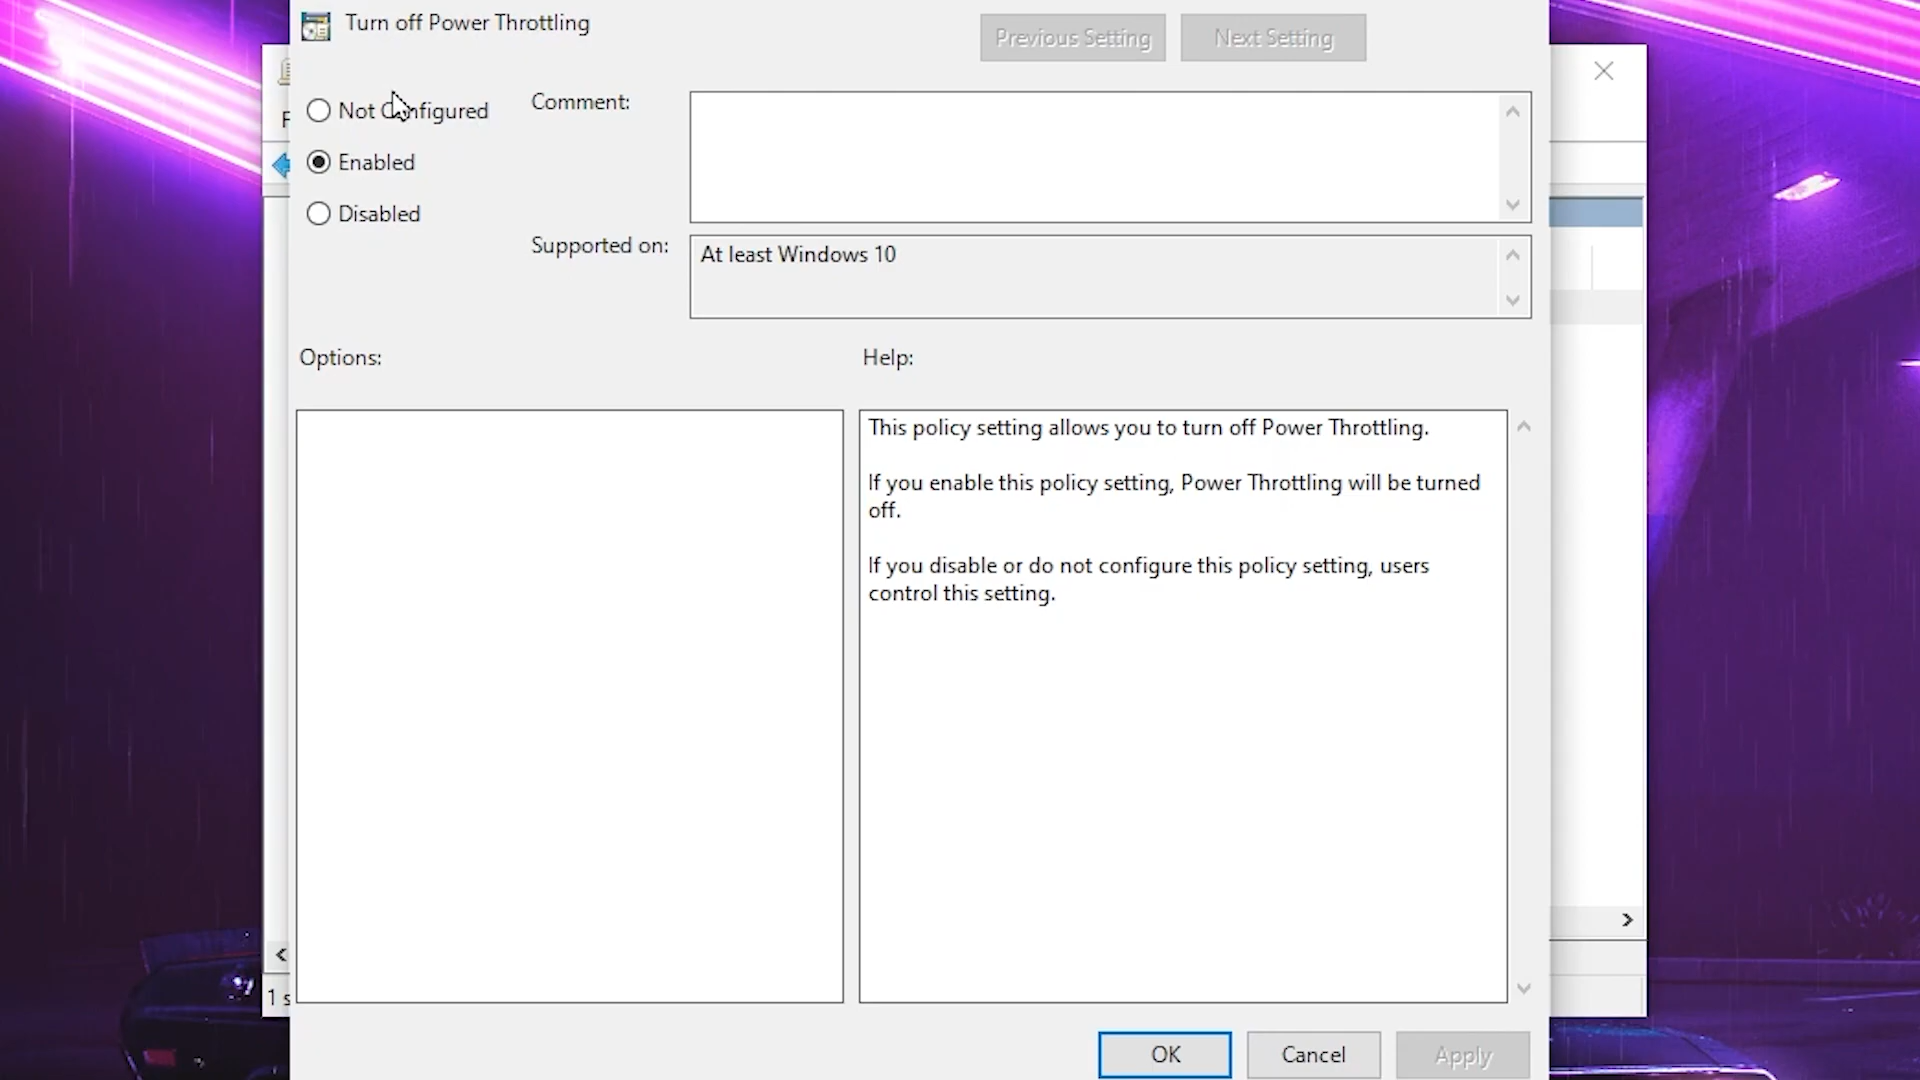 Turn off Power Throttling
Previous Setting
Next Setting
Not Configured
Comment:
Enabled
Disabled
Supported on:
At least Windows 10
Options:
Help:
This policy setting allows you to turn off Power Throttling.
If you enable this policy setting, Power Throttling will be turned
off.
If you disable or do not configure this policy setting, users
control this setting.
F
1 s
OK
Cancel
Apply